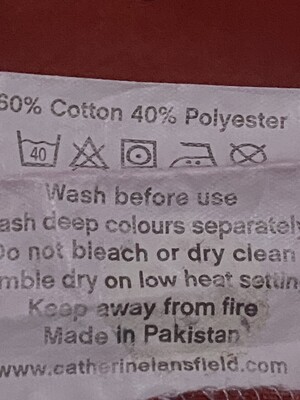 60% Cotton 40% Polyester
40
Wash before use
ash deep colours separately
Do not bleach or dry clean
mble dry on low heat settin
Keep away from fire
Made in Pakistan
www.catherinelansfield.com